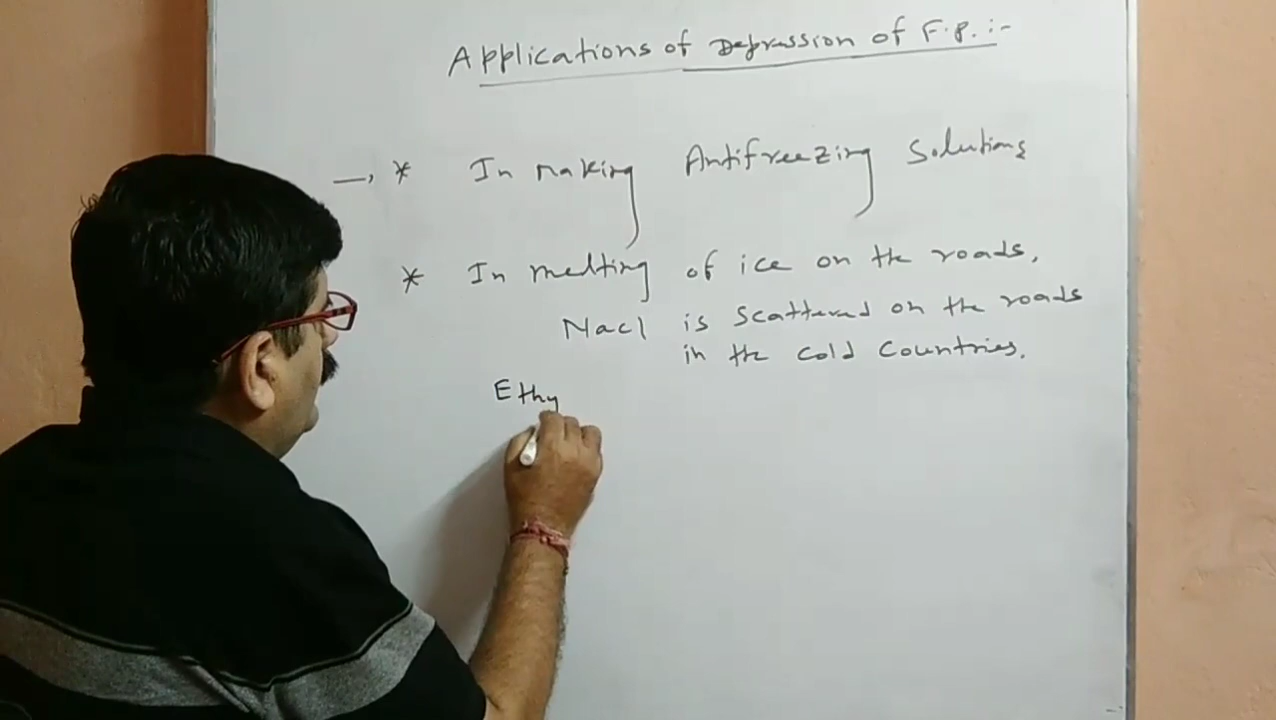 Applications of Depression of F.P. :-
* In making Antifreezing Solutions
* In melting of ice on the roads,
Nacl is scattered on the roads
in the cold countries.
Ethy